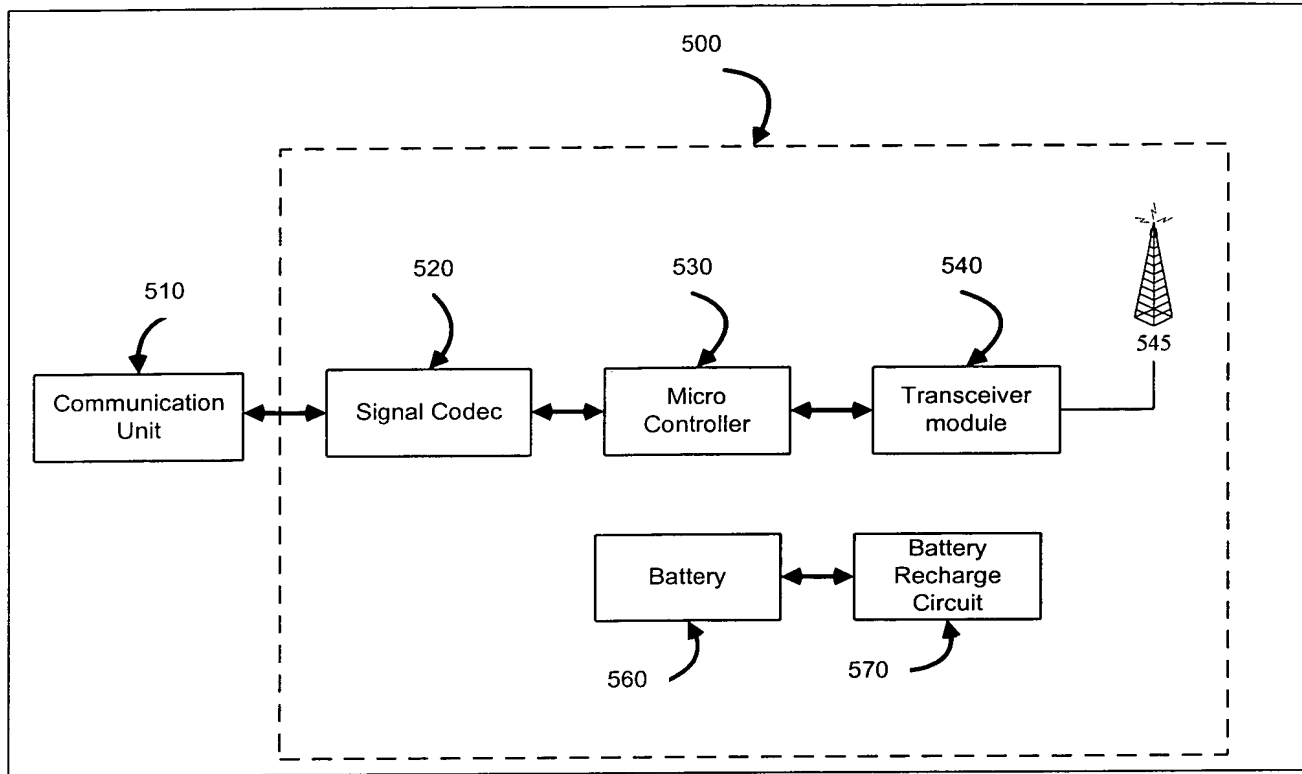 500
520
530
540
510
545
Communication
Unit
Signal Codec
Micro
Controller
Transceiver
module
Battery
Battery
Recharge
Circuit
560
570